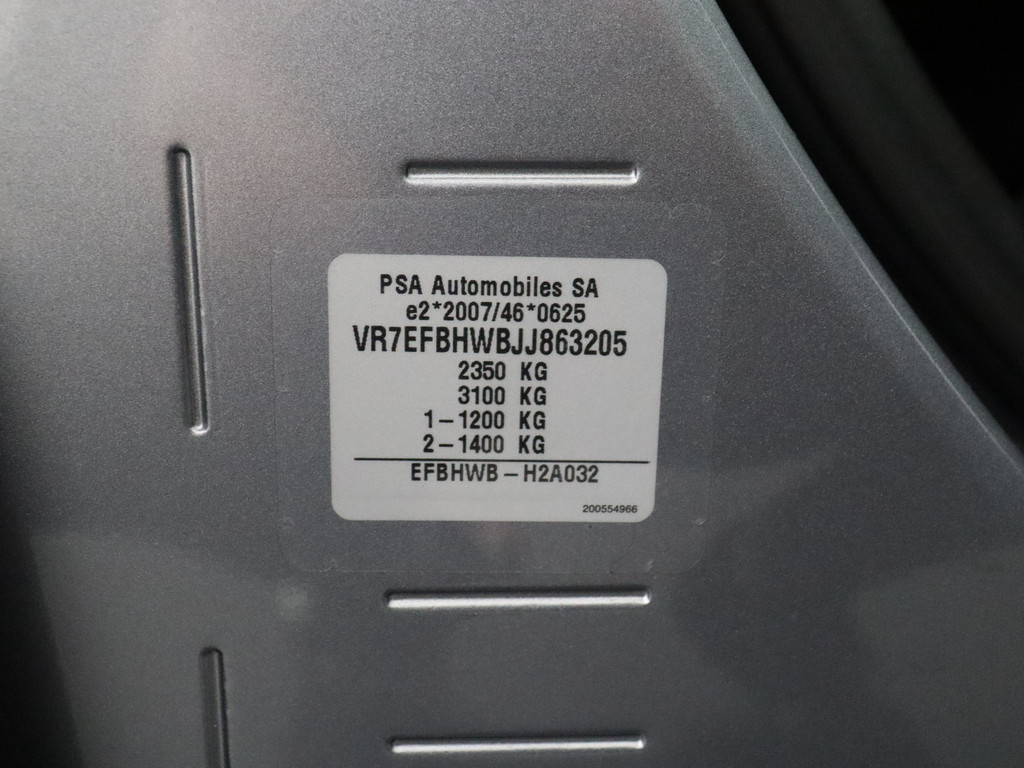 PSA Automobiles SA
e2*2007/46*0625
VR7EFBHWBJJ863205
2350 KG
3100 KG
1-1200 KG
2-1400 KG
EFBHWB-H2A032
200554966